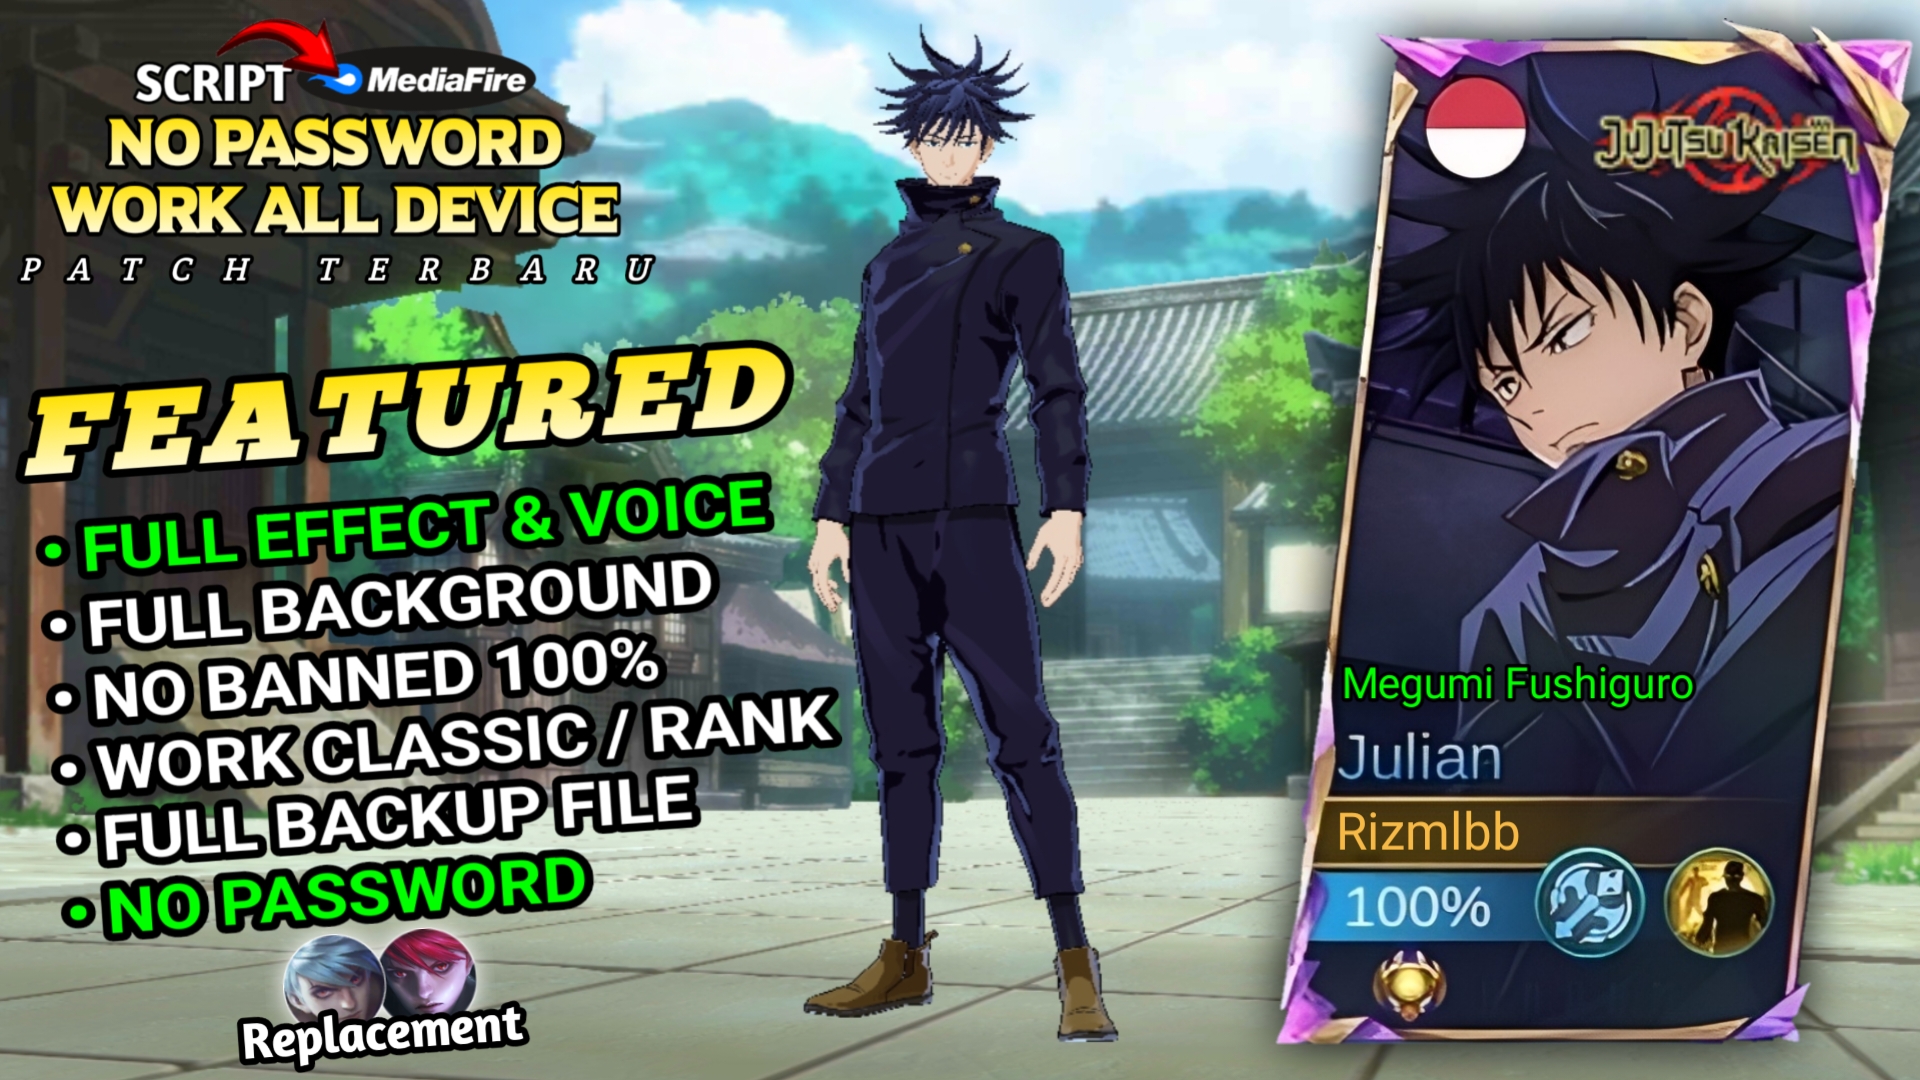 SCRIPT MediaFire
NO PASSWORD
WORK ALL DEVICE
PATCH TERBARU
FEATURED
• FULL EFFECT & VOICE
• FULL BACKGROUND
• NO BANNED 100%
• WORK CLASSIC / RANK
• FULL BACKUP FILE
• NO PASSWORD
Replacement
JUJUTSU KAISEN
Megumi Fushiguro
Julian
Rizmlbb
100%